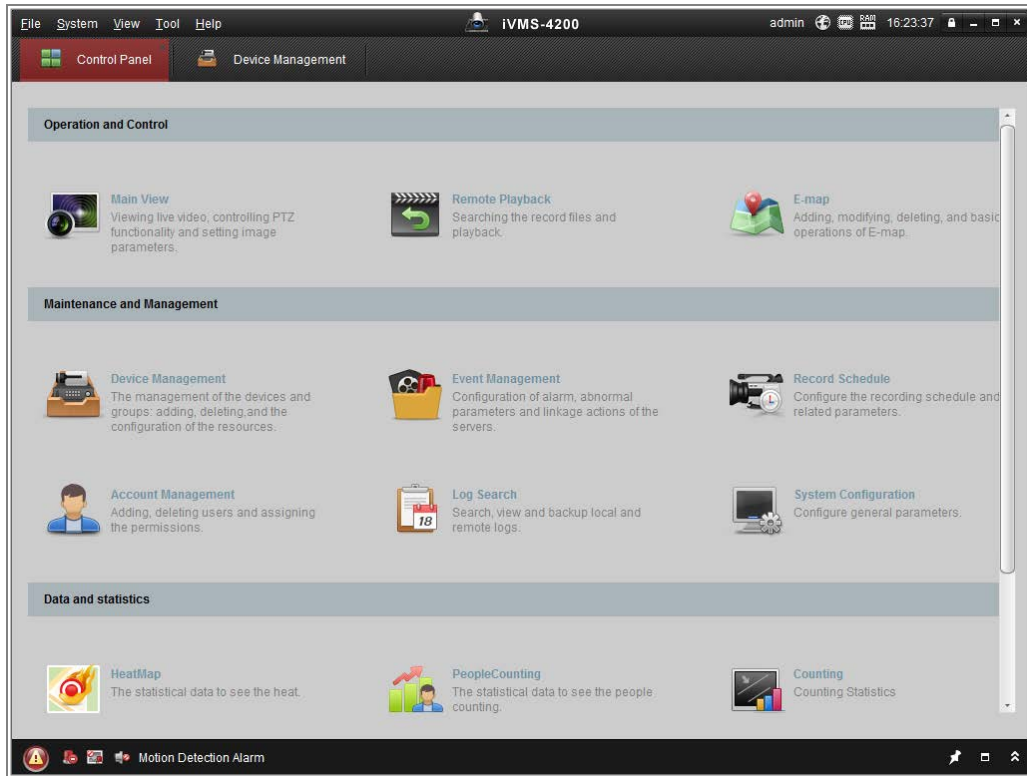 File System View Tool Help iVMS-4200 admin CPU RAM 16:23:37
Control Panel Device Management
Operation and Control
Main View
Viewing live video, controlling PTZ
functionality and setting image
parameters.
Remote Playback
Searching the record files and
playback.
E-map
Adding, modifying, deleting, and basic
operations of E-map.
Maintenance and Management
Device Management
The management of the devices and
groups: adding, deleting,and the
configuration of the resources.
Event Management
Configuration of alarm, abnormal
parameters and linkage actions of the
servers.
Record Schedule
Configure the recording schedule and
related parameters.
Account Management
Adding, deleting users and assigning
the permissions.
18
Log Search
Search, view and backup local and
remote logs.
System Configuration
Configure general parameters.
Data and statistics
HeatMap
The statistical data to see the heat.
PeopleCounting
The statistical data to see the people
counting.
Counting
Counting Statistics
Motion Detection Alarm